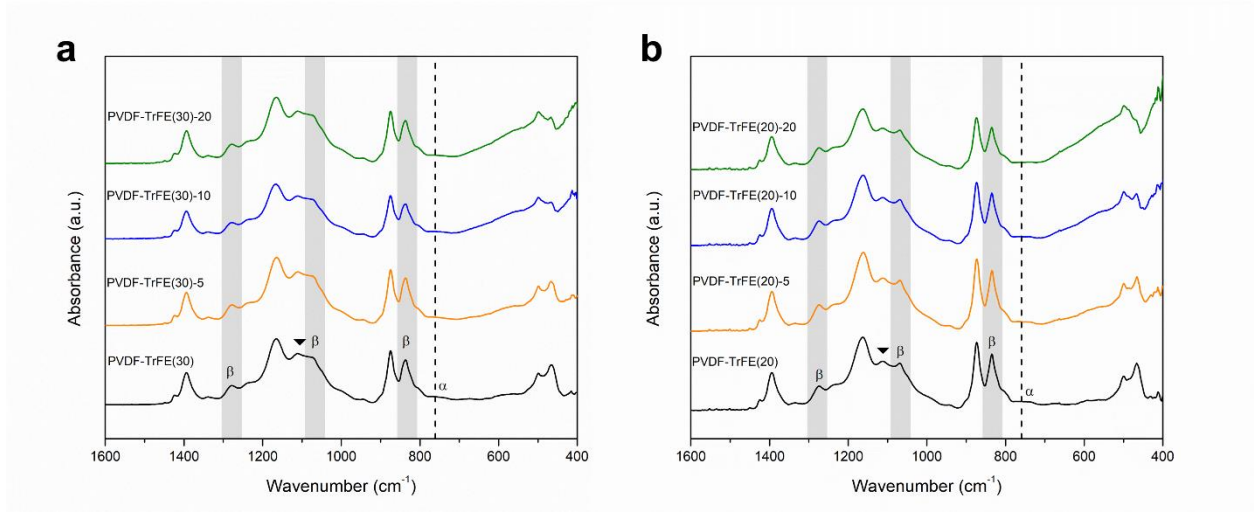 a
PVDF-TrFE(30)-20
PVDF-TrFE(30)-10
PVDF-TrFE(30)-5
PVDF-TrFE(30)
β
β
β
α
Absorbance (a.u.)
1600 1400 1200 1000 800 600 400
Wavenumber (cm⁻¹)
b
PVDF-TrFE(20)-20
PVDF-TrFE(20)-10
PVDF-TrFE(20)-5
PVDF-TrFE(20)
β
β
β
α
Absorbance (a.u.)
1600 1400 1200 1000 800 600 400
Wavenumber (cm⁻¹)